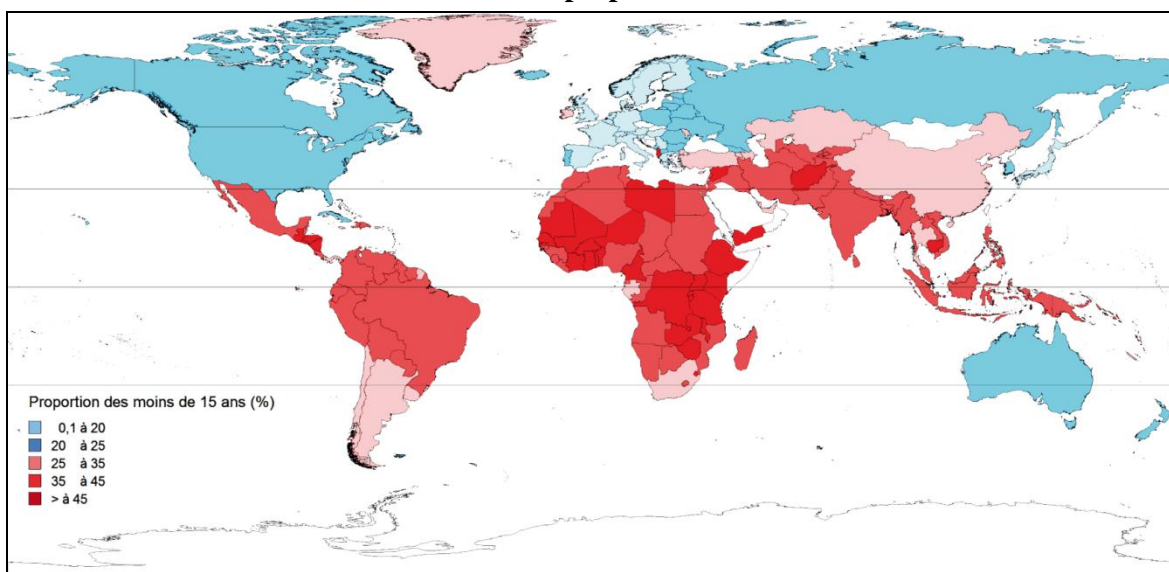 Proportion des moins de 15 ans (%)
0,1 à 20
20 à 25
25 à 35
35 à 45
> à 45